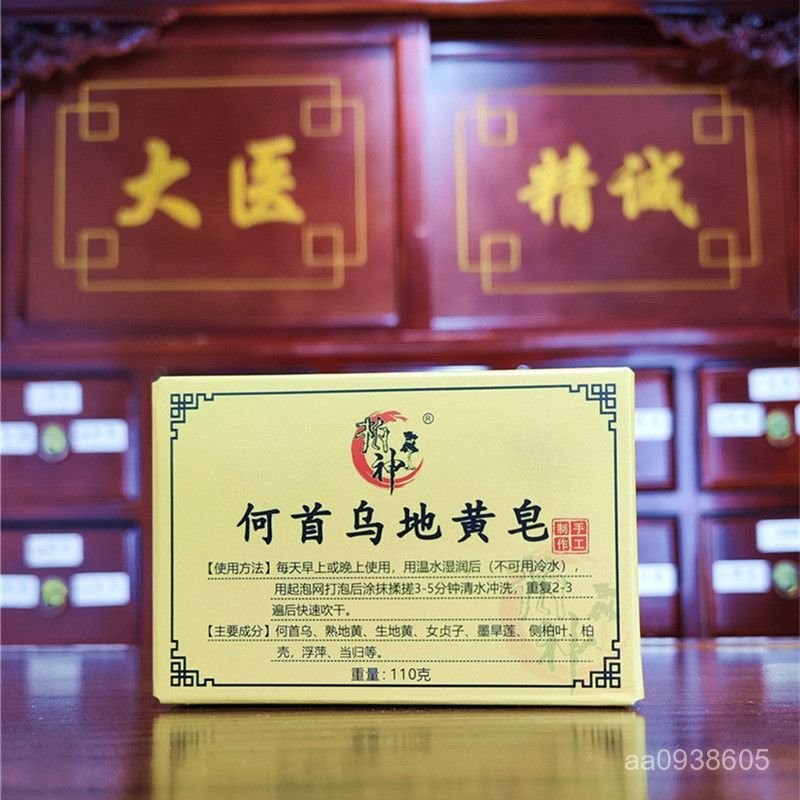 大医
精诚
神
®
何首乌地黄皂
手工制作
【使用方法】每天早上或晚上使用，用温水湿润后（不可用冷水），
用起泡网打泡后涂抹揉搓3-5分钟清水冲洗，重复2-3
遍后快速吹干。
【主要成分】何首乌、熟地黄、生地黄、女贞子、墨旱莲、侧柏叶、柏
壳，浮萍、当归等。
重量：110克
aa0938605